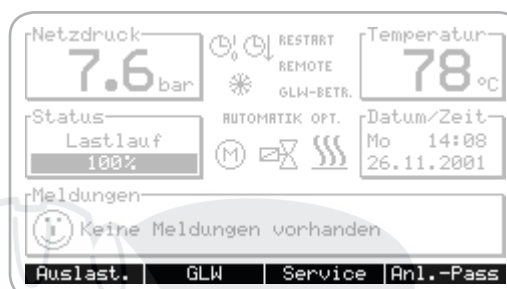 Netzdruck
7.6 bar
RESTART
REMOTE
GLW-BETR.
Temperatur
78 °C
Status
Lastlauf
100%
AUTOMATIK OPT.
M
Datum/Zeit
Mo 14:08
26.11.2001
Meldungen
i Keine Meldungen vorhanden
Auslast. GLW Service Anl.-Pass